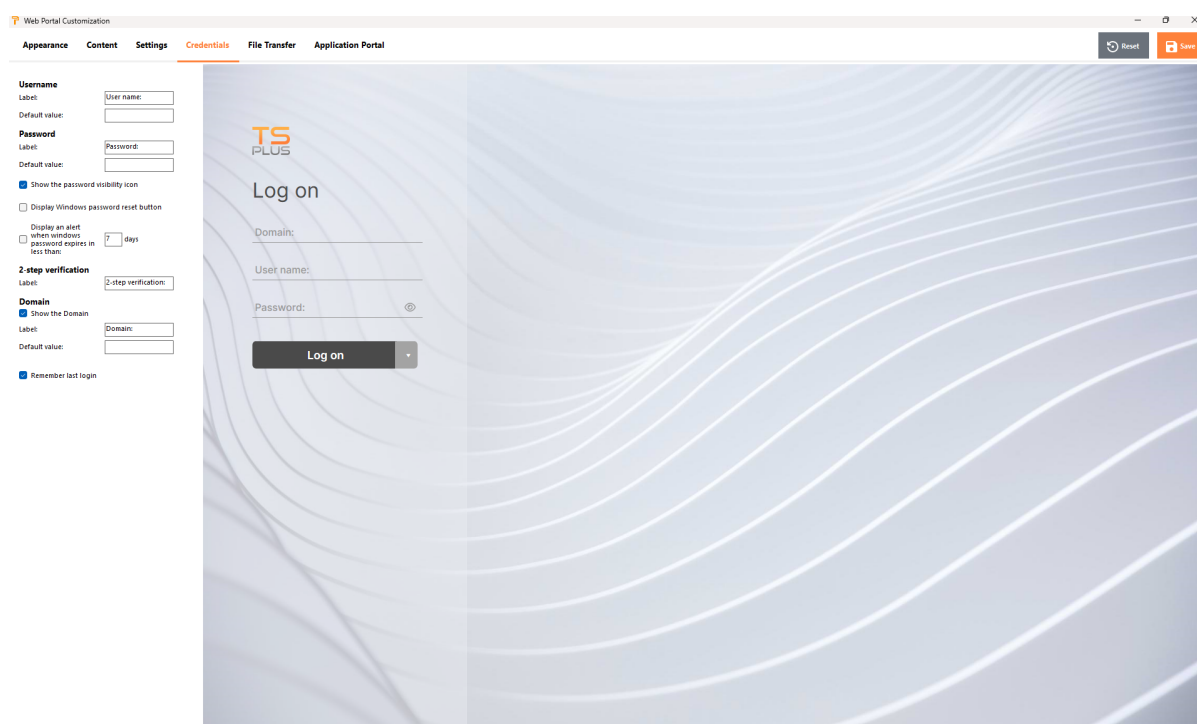 Web Portal Customization
Appearance Content Settings Credentials File Transfer Application Portal Reset Save
Username
Label: User name:
Default value:
Password
Label: Password:
Default value:
Show the password visibility icon
Display Windows password reset button
Display an alert
when windows
password expires in 7 days
less than:
2-step verification
Label: 2-step verification:
Domain
Show the Domain
Label: Domain:
Default value:
Remember last login
TS
PLUS
Log on
Domain:
User name:
Password:
Log on